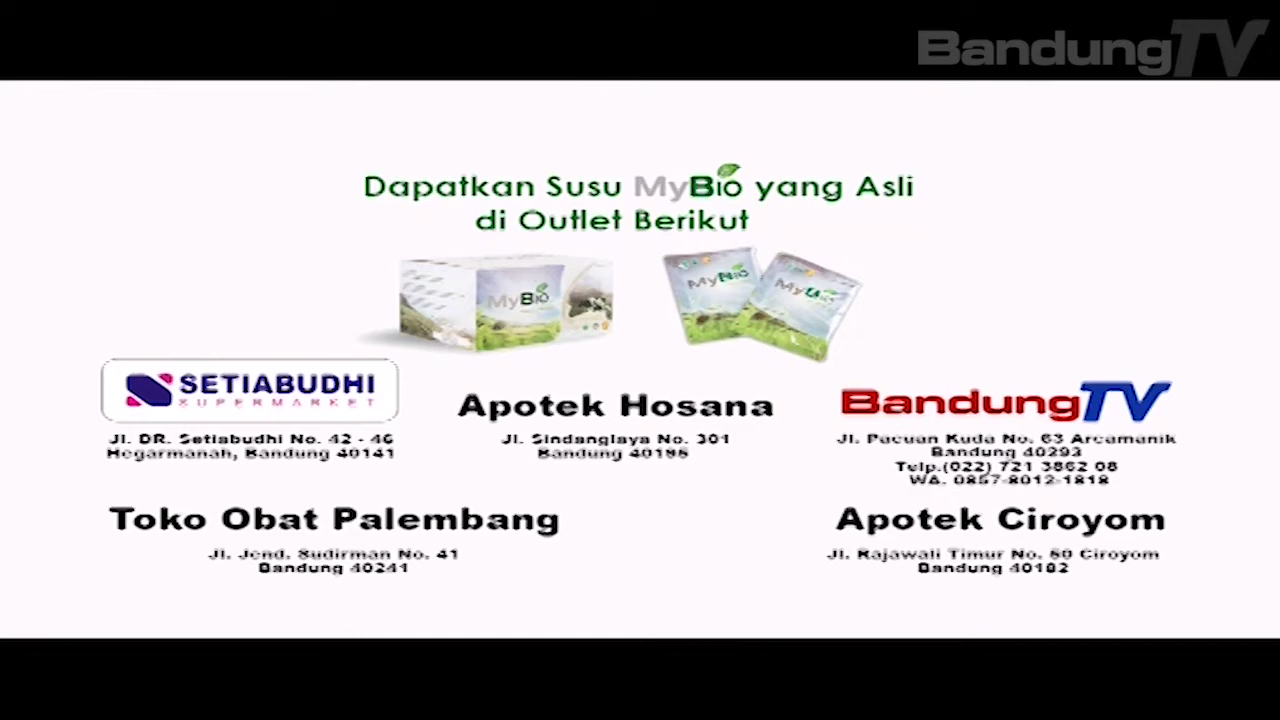 BandungTV
Dapatkan Susu MyBio yang Asli
di Outlet Berikut
MyBio
MyBio
MyBio
SETIABUDHI
SUPERMARKET
Jl. DR. Setiabudhi No. 42 - 46
Hegarmanah, Bandung 40141
Apotek Hosana
Jl. Sindanglaya No. 301
Bandung 40195
BandungTV
Jl. Pacuan Kuda No. 63 Arcamanik
Bandung 40293
Telp.(022) 721 3862 08
WA. 0857-8012-1818
Toko Obat Palembang
Jl. Jend. Sudirman No. 41
Bandung 40241
Apotek Ciroyom
Jl. Rajawali Timur No. 80 Ciroyom
Bandung 40182